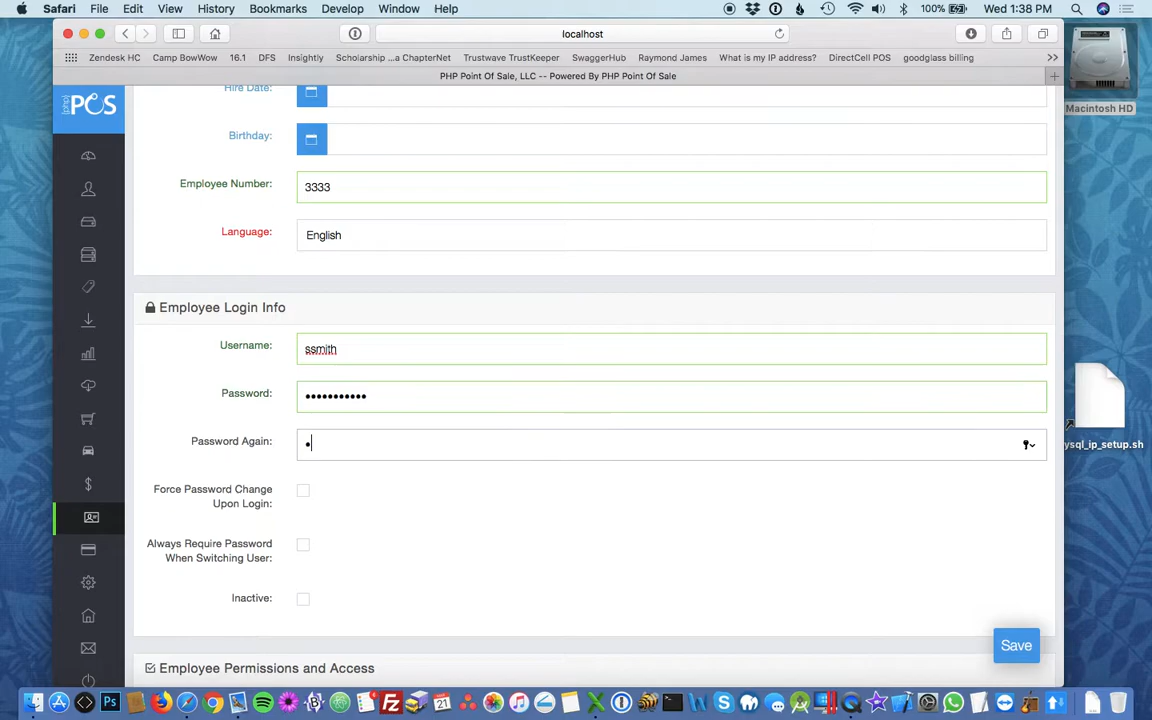 Safari File Edit View History Bookmarks Develop Window Help 100% Wed 1:38 PM
localhost
Zendesk HC Camp BowWow 16.1 DFS Insightly Scholarship ...a ChapterNet Trustwave TrustKeeper SwaggerHub Raymond James What is my IP address? DirectCell POS goodglass billing
PHP Point Of Sale, LLC -- Powered By PHP Point Of Sale
(php) POS
Macintosh HD
Hire Date:
Birthday:
Employee Number: 3333
Language: English
Employee Login Info
Username: ssmith
Password: •••••••••••
Password Again: •
ysql_ip_setup.sh
Force Password Change
Upon Login:
Always Require Password
When Switching User:
Inactive:
Save
Employee Permissions and Access